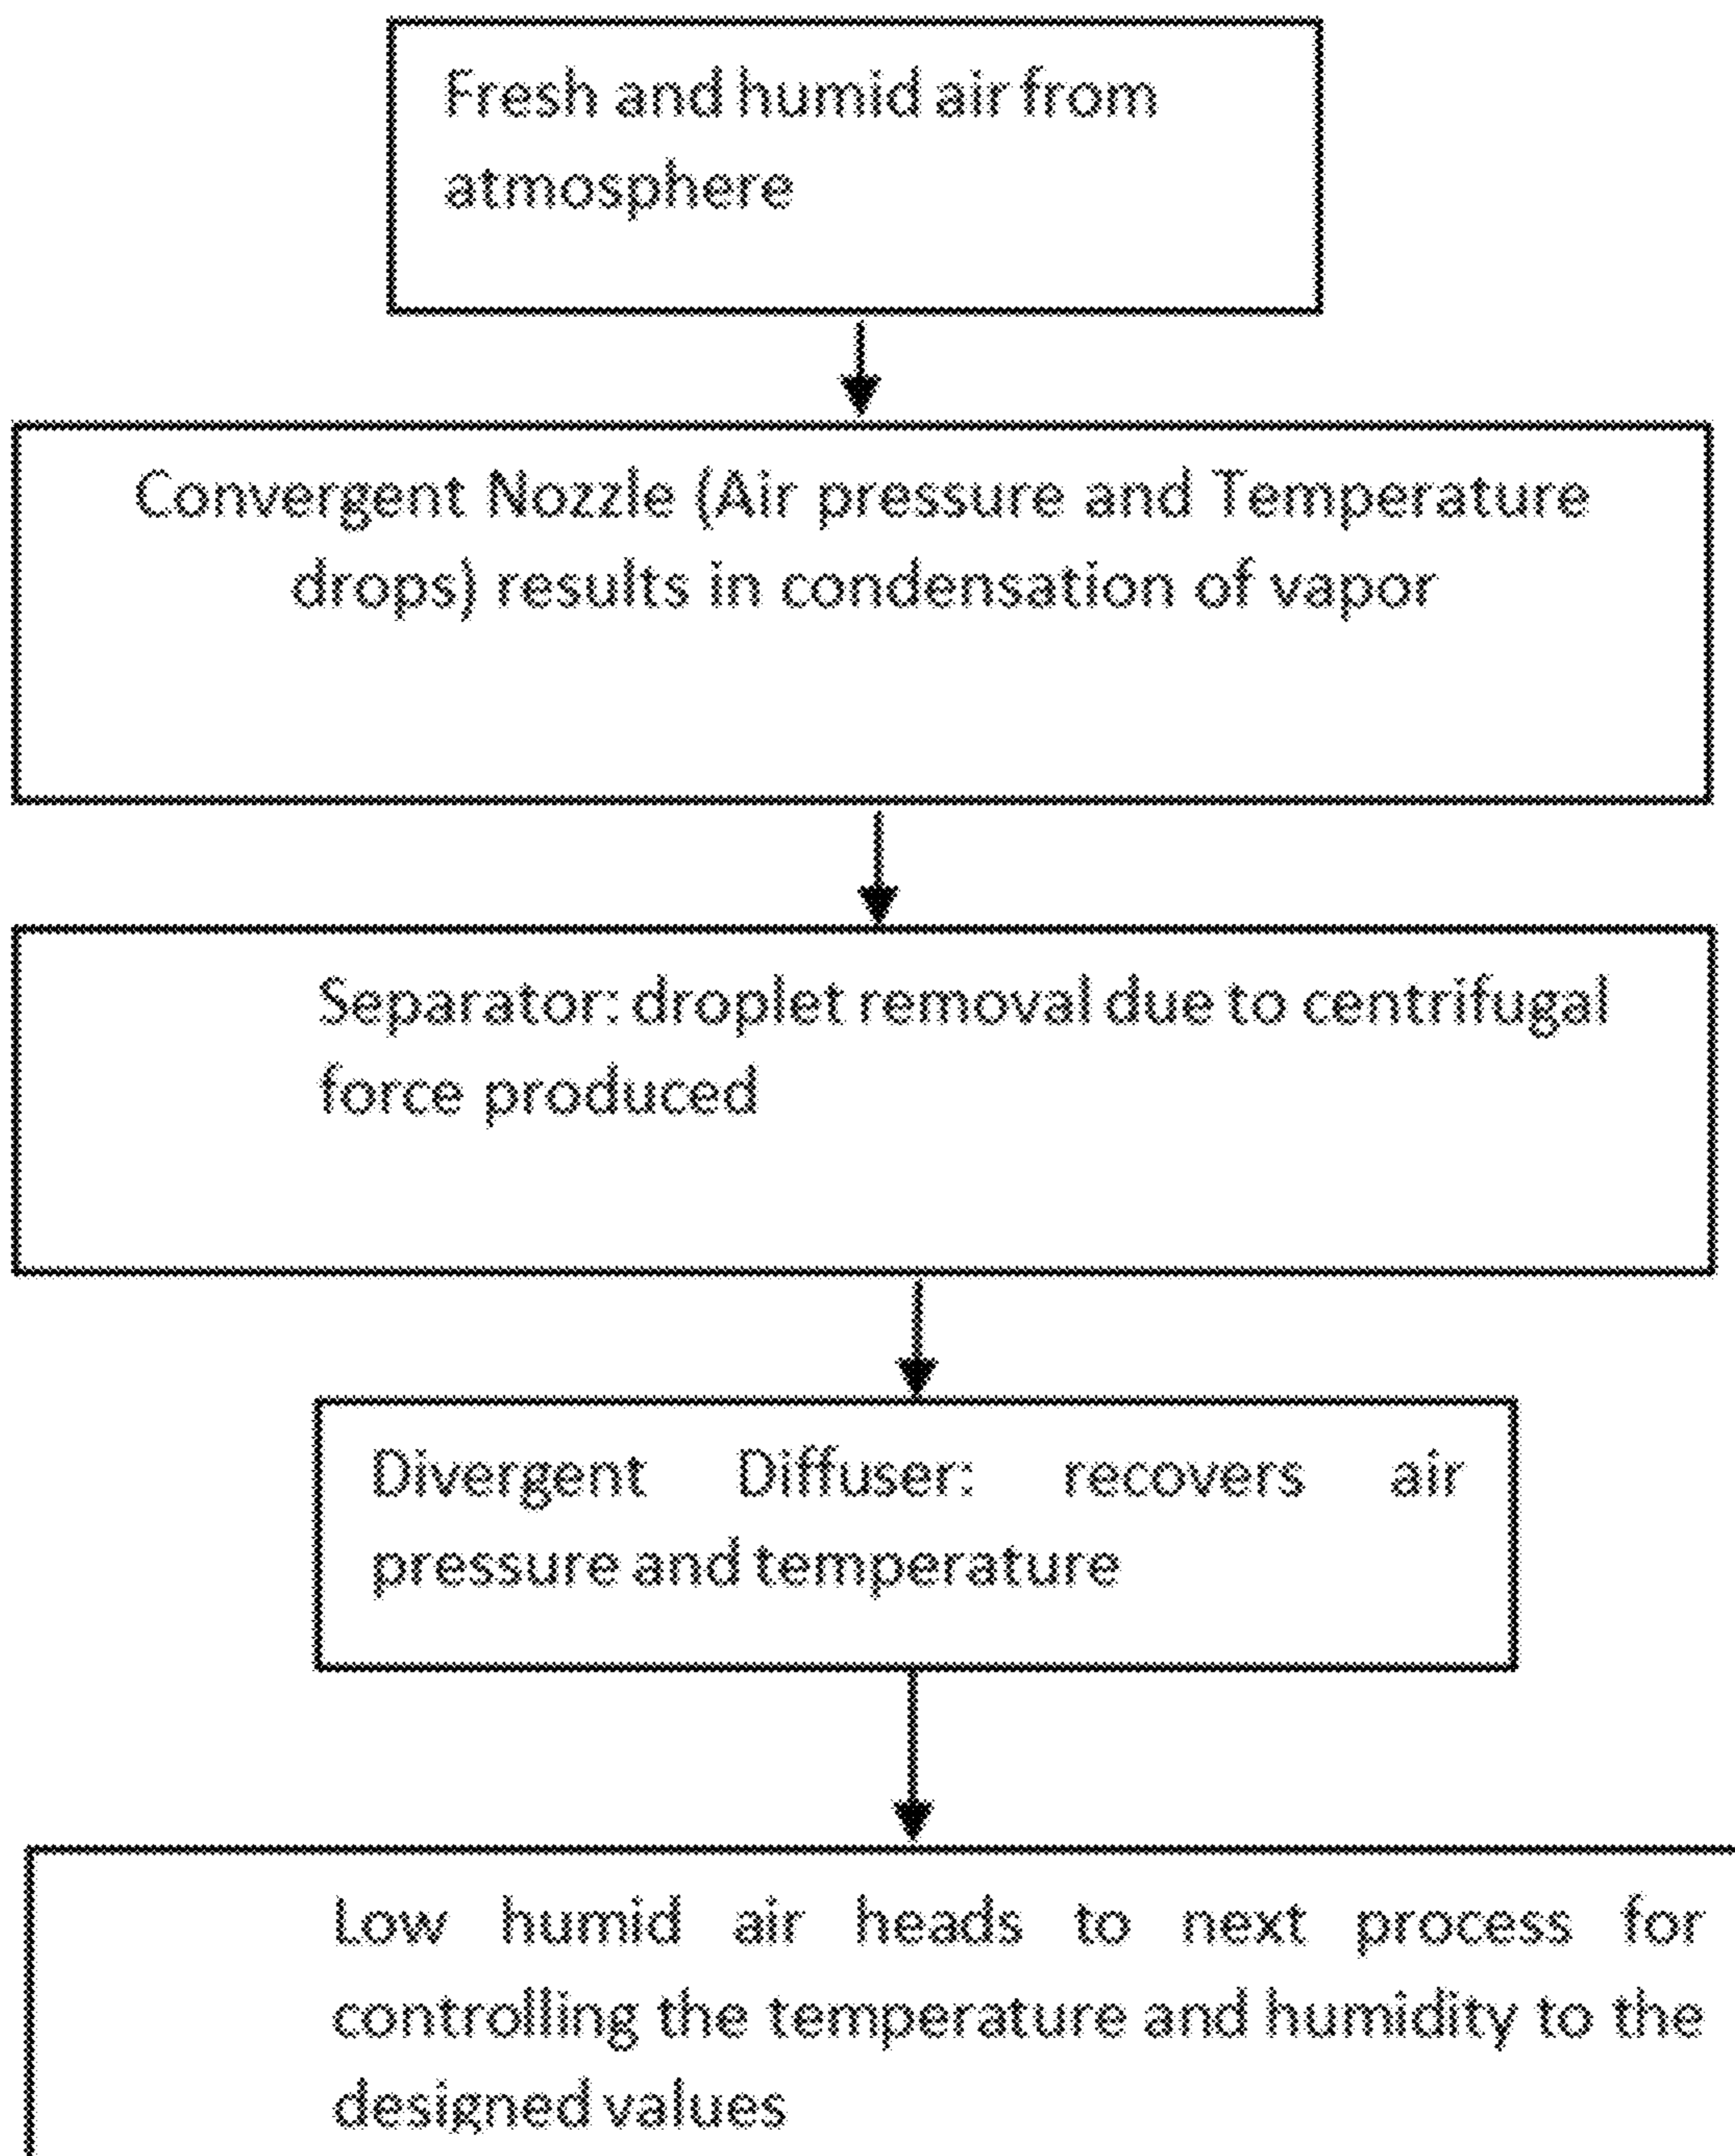 Fresh and humid air from
atmosphere
Convergent Nozzle (Air pressure and Temperature
drops) results in condensation of vapor
Separator: droplet removal due to centrifugal
force produced
Divergent Diffuser: recovers air
pressure and temperature
Low humid air heads to next process for
controlling the temperature and humidity to the
designed values